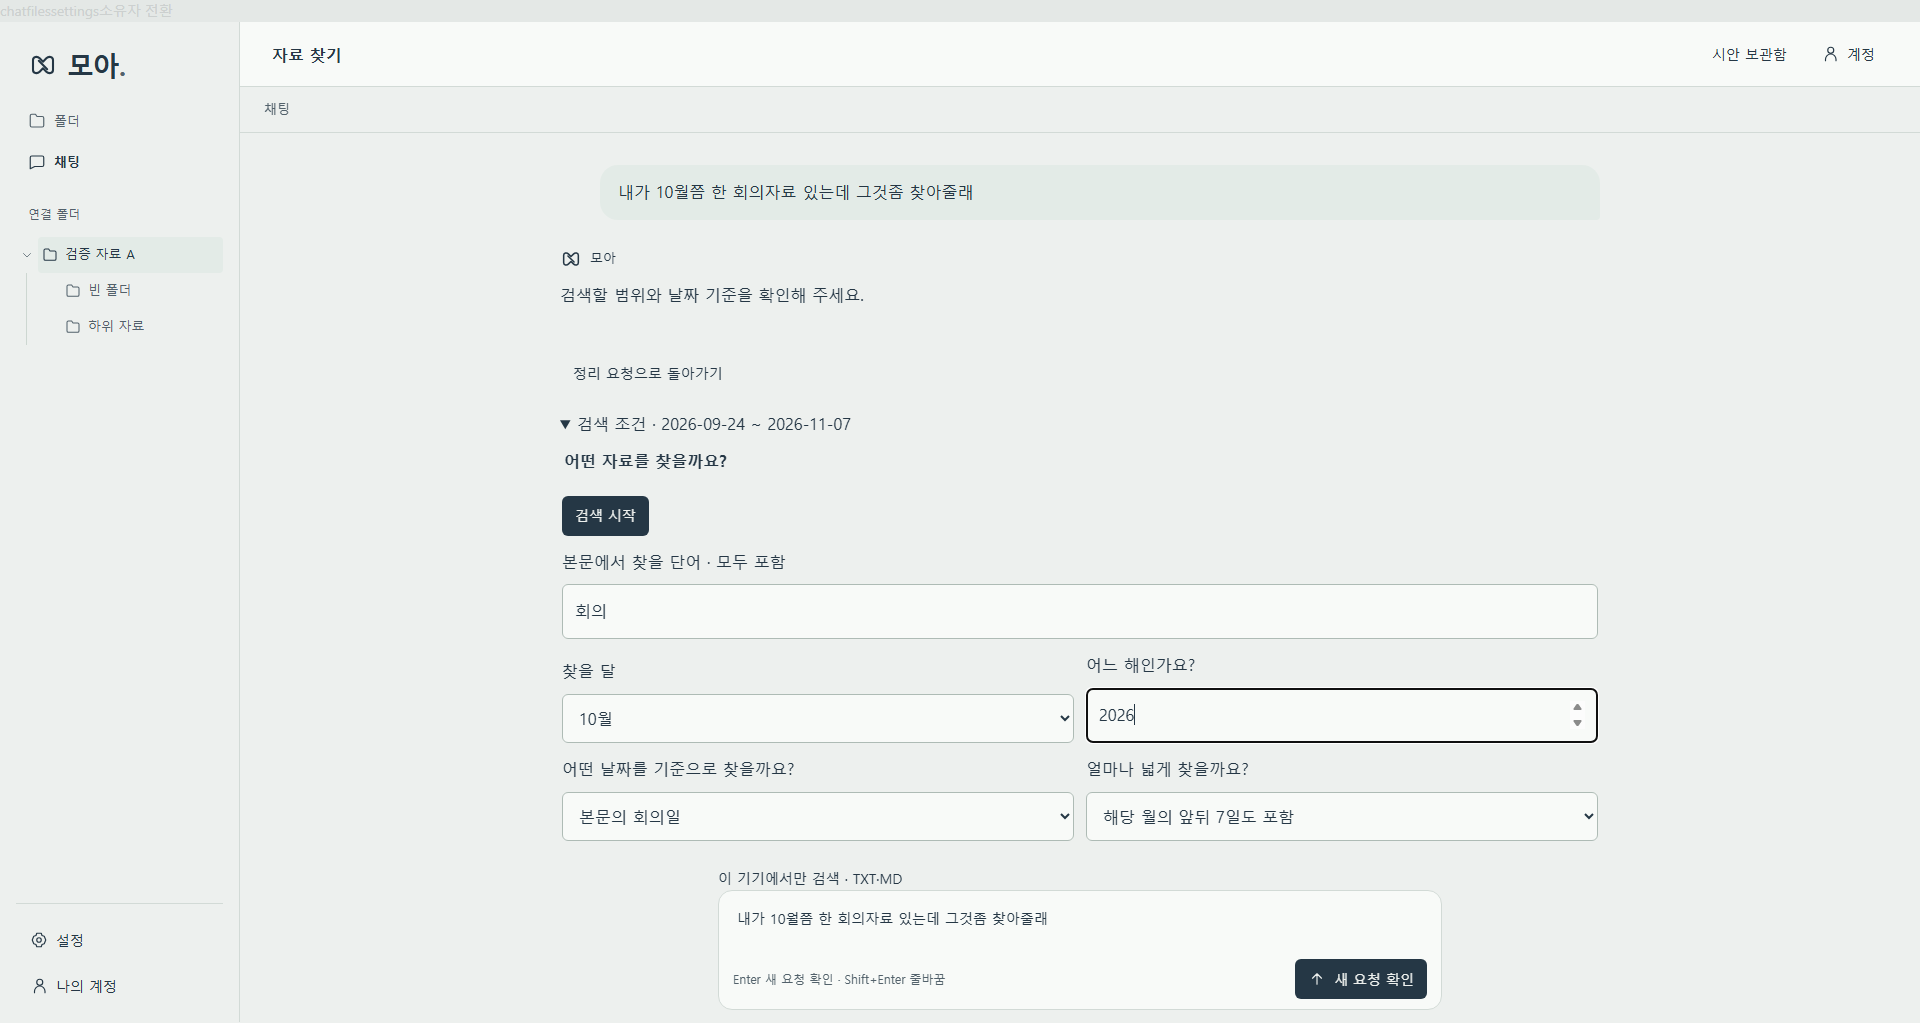 chatfilessettings소유자 전환
모아.
자료 찾기
시안 보관함
계정
폴더
채팅
채팅
연결 폴더
검증 자료 A
빈 폴더
하위 자료
내가 10월쯤 한 회의자료 있는데 그것좀 찾아줄래
모아
검색할 범위와 날짜 기준을 확인해 주세요.
정리 요청으로 돌아가기
▼ 검색 조건 · 2026-09-24 ~ 2026-11-07
어떤 자료를 찾을까요?
검색 시작
본문에서 찾을 단어 · 모두 포함
회의
찾을 달
어느 해인가요?
10월
2026
어떤 날짜를 기준으로 찾을까요?
얼마나 넓게 찾을까요?
본문의 회의일
해당 월의 앞뒤 7일도 포함
이 기기에서만 검색 · TXT·MD
내가 10월쯤 한 회의자료 있는데 그것좀 찾아줄래
Enter 새 요청 확인 · Shift+Enter 줄바꿈
새 요청 확인
설정
나의 계정